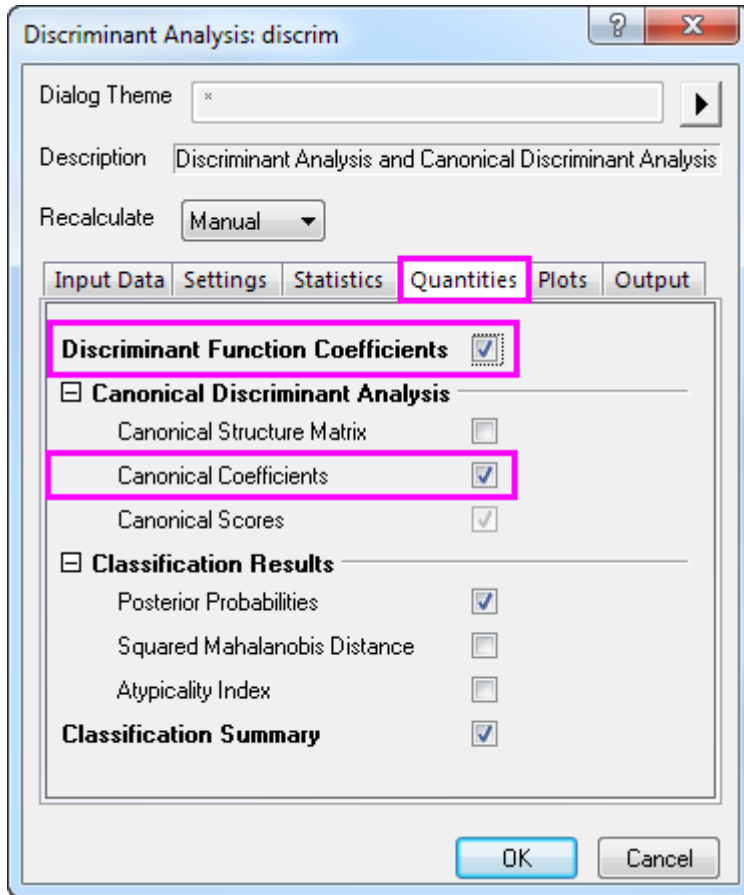 Discriminant Analysis: discrim
Dialog Theme *
Description Discriminant Analysis and Canonical Discriminant Analysis
Recalculate Manual
Input Data Settings Statistics Quantities Plots Output
Discriminant Function Coefficients
Canonical Discriminant Analysis
Canonical Structure Matrix
Canonical Coefficients
Canonical Scores
Classification Results
Posterior Probabilities
Squared Mahalanobis Distance
Atypicality Index
Classification Summary
OK Cancel